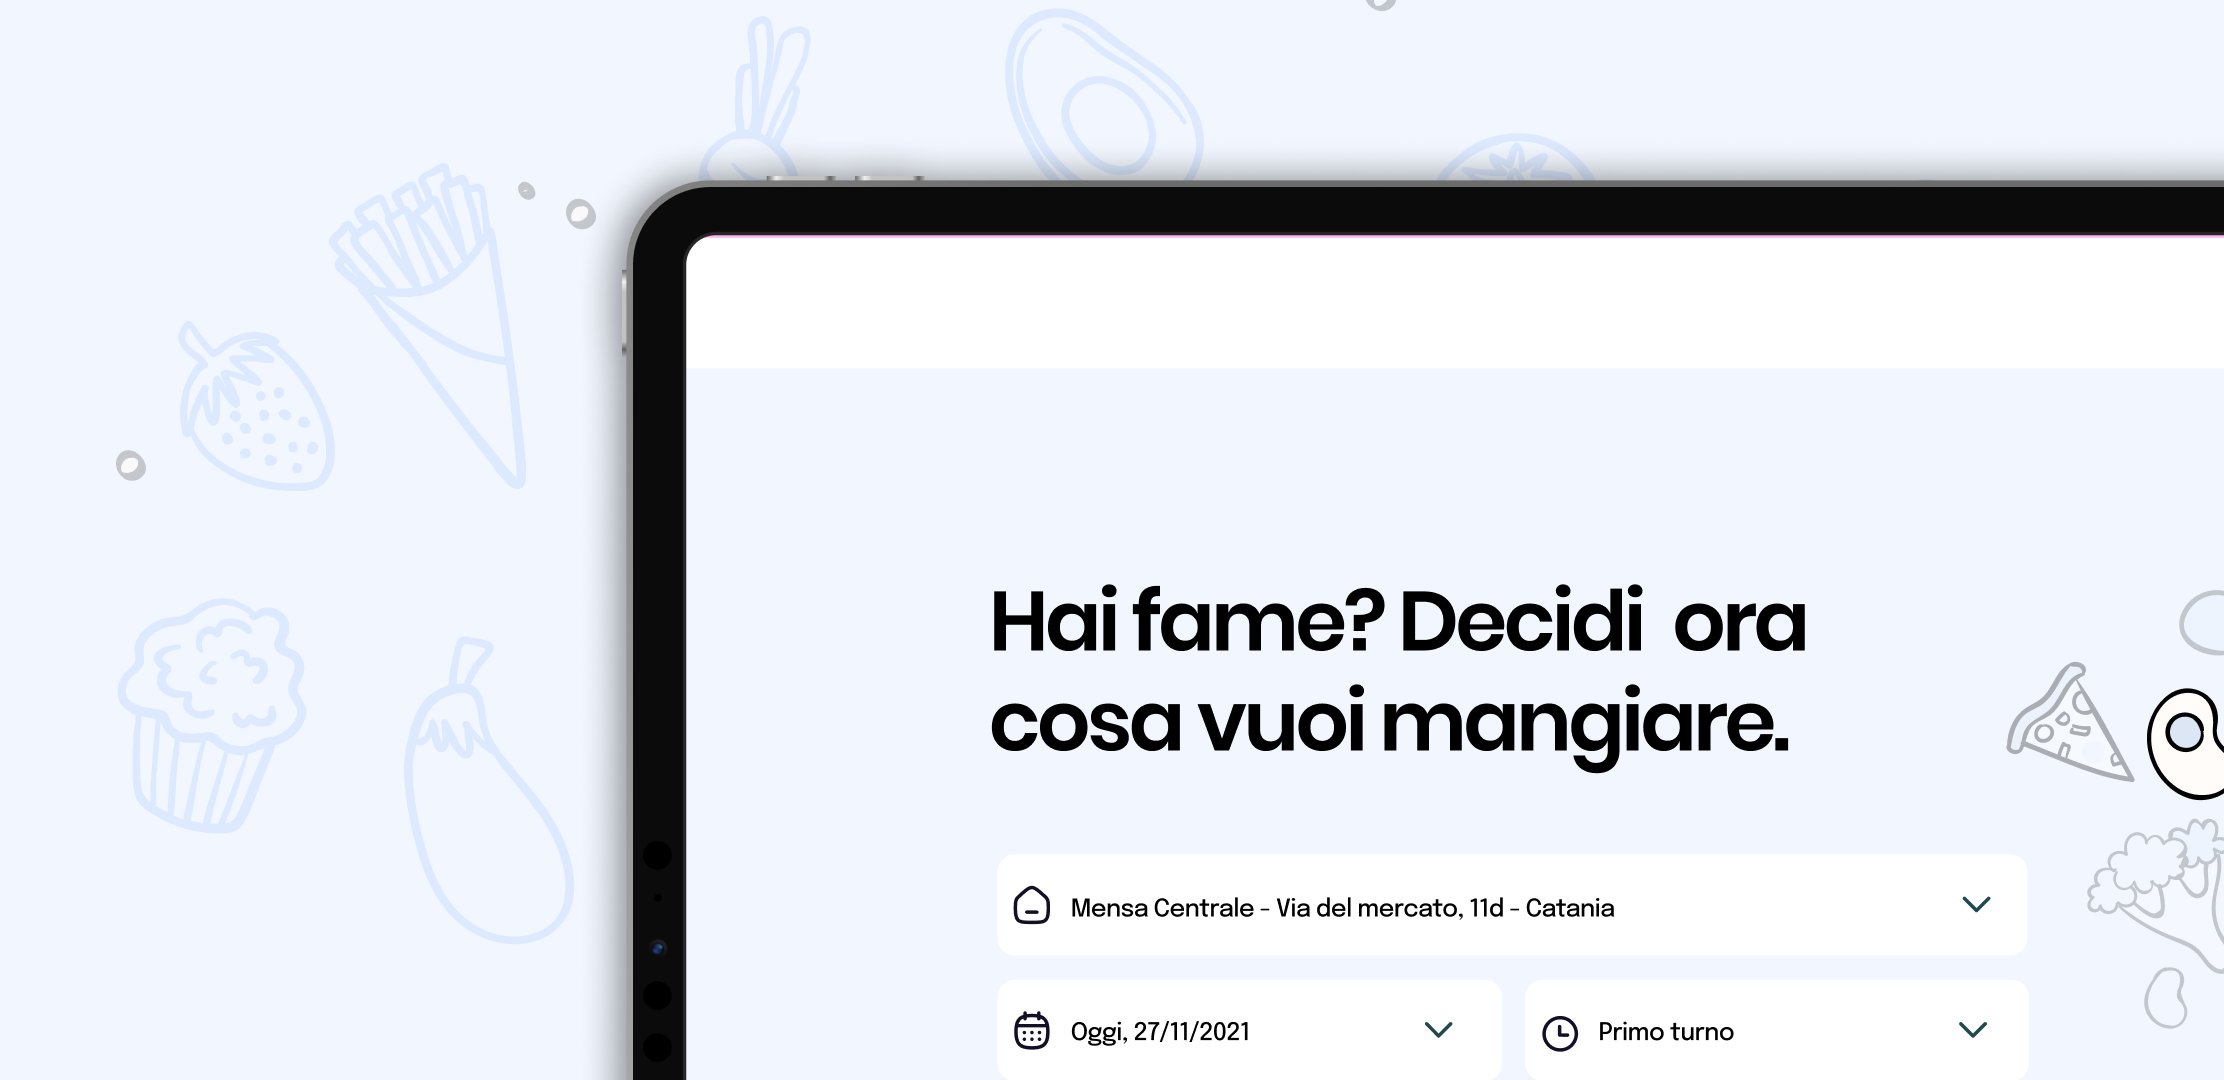 Hai fame? Decidi ora
cosa vuoi mangiare.
Mensa Centrale - Via del mercato, 11d - Catania
Oggi, 27/11/2021
Primo turno